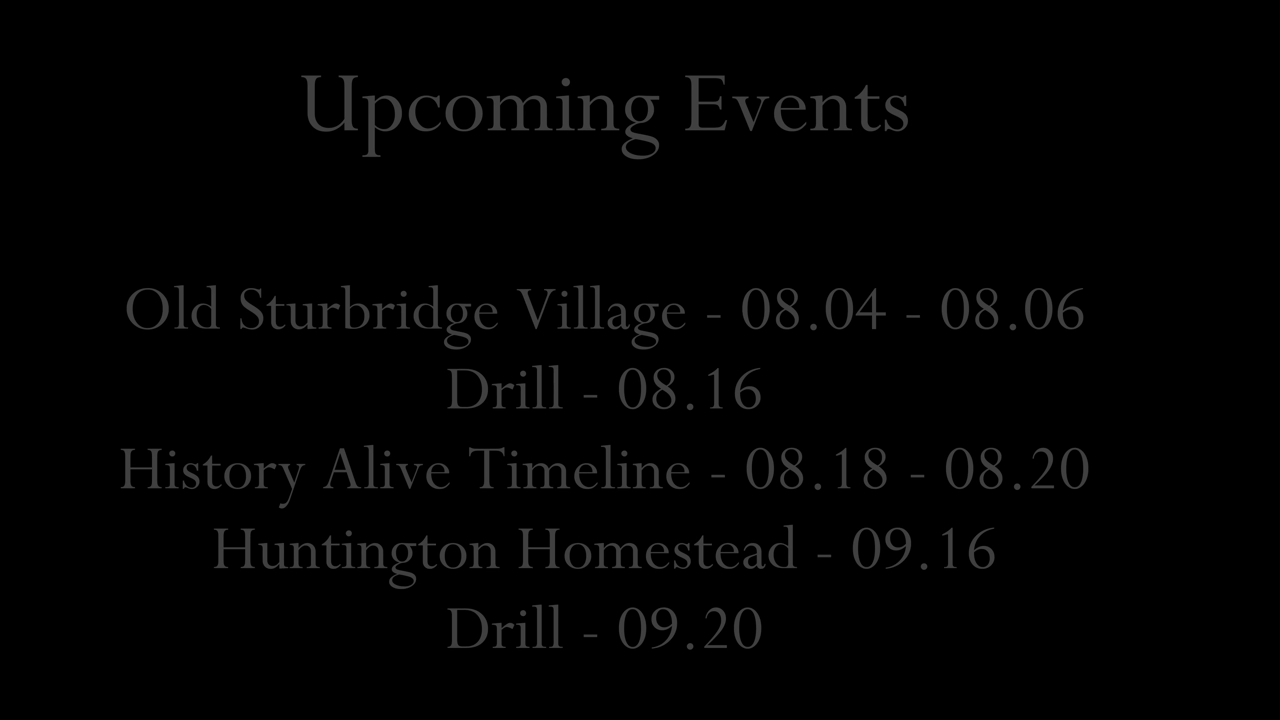 Upcoming Events
Old Sturbridge Village - 08.04 - 08.06
Drill - 08.16
History Alive Timeline - 08.18 - 08.20
Huntington Homestead - 09.16
Drill - 09.20